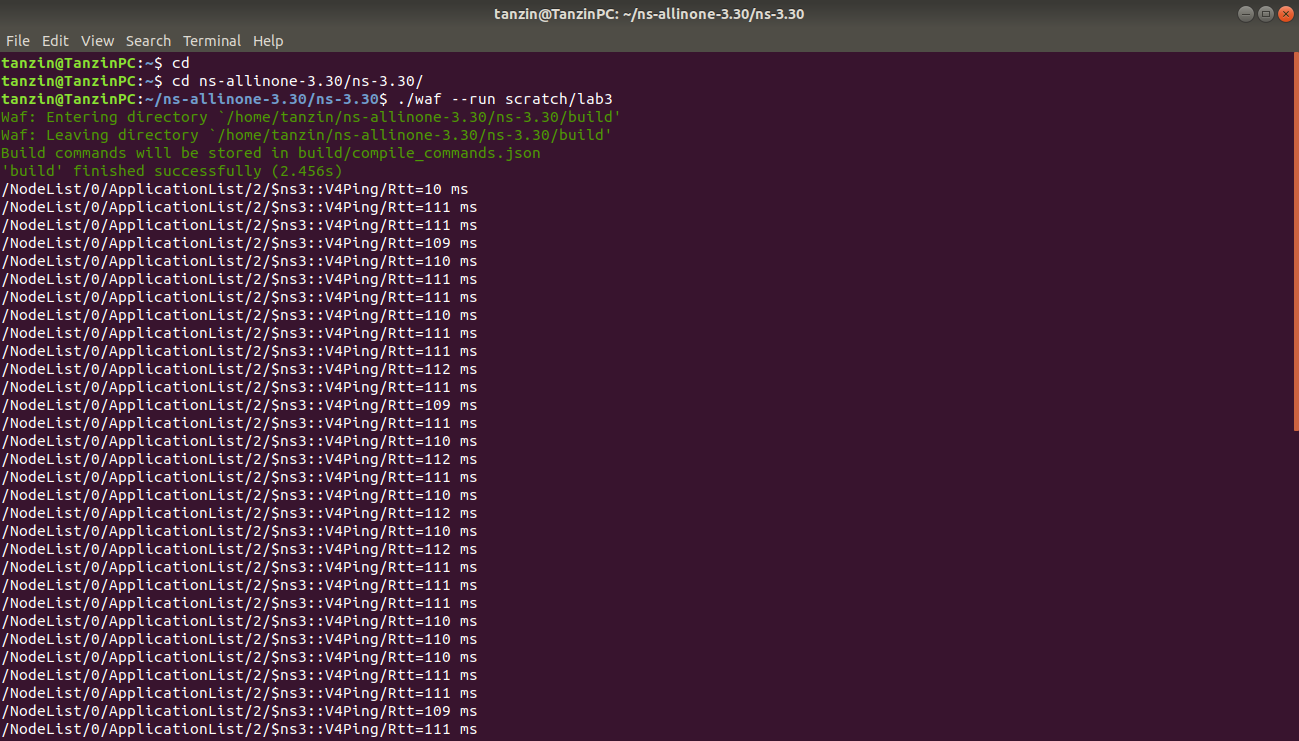 tanzin@TanzinPC: ~/ns-allinone-3.30/ns-3.30
File Edit View Search Terminal Help
tanzin@TanzinPC:~$ cd
tanzin@TanzinPC:~$ cd ns-allinone-3.30/ns-3.30/
tanzin@TanzinPC:~/ns-allinone-3.30/ns-3.30$ ./waf --run scratch/lab3
Waf: Entering directory `/home/tanzin/ns-allinone-3.30/ns-3.30/build'
Waf: Leaving directory `/home/tanzin/ns-allinone-3.30/ns-3.30/build'
Build commands will be stored in build/compile_commands.json
'build' finished successfully (2.456s)
/NodeList/0/ApplicationList/2/$ns3::V4Ping/Rtt=10 ms
/NodeList/0/ApplicationList/2/$ns3::V4Ping/Rtt=111 ms
/NodeList/0/ApplicationList/2/$ns3::V4Ping/Rtt=111 ms
/NodeList/0/ApplicationList/2/$ns3::V4Ping/Rtt=109 ms
/NodeList/0/ApplicationList/2/$ns3::V4Ping/Rtt=110 ms
/NodeList/0/ApplicationList/2/$ns3::V4Ping/Rtt=111 ms
/NodeList/0/ApplicationList/2/$ns3::V4Ping/Rtt=111 ms
/NodeList/0/ApplicationList/2/$ns3::V4Ping/Rtt=110 ms
/NodeList/0/ApplicationList/2/$ns3::V4Ping/Rtt=111 ms
/NodeList/0/ApplicationList/2/$ns3::V4Ping/Rtt=111 ms
/NodeList/0/ApplicationList/2/$ns3::V4Ping/Rtt=112 ms
/NodeList/0/ApplicationList/2/$ns3::V4Ping/Rtt=111 ms
/NodeList/0/ApplicationList/2/$ns3::V4Ping/Rtt=109 ms
/NodeList/0/ApplicationList/2/$ns3::V4Ping/Rtt=111 ms
/NodeList/0/ApplicationList/2/$ns3::V4Ping/Rtt=110 ms
/NodeList/0/ApplicationList/2/$ns3::V4Ping/Rtt=112 ms
/NodeList/0/ApplicationList/2/$ns3::V4Ping/Rtt=111 ms
/NodeList/0/ApplicationList/2/$ns3::V4Ping/Rtt=110 ms
/NodeList/0/ApplicationList/2/$ns3::V4Ping/Rtt=112 ms
/NodeList/0/ApplicationList/2/$ns3::V4Ping/Rtt=110 ms
/NodeList/0/ApplicationList/2/$ns3::V4Ping/Rtt=112 ms
/NodeList/0/ApplicationList/2/$ns3::V4Ping/Rtt=111 ms
/NodeList/0/ApplicationList/2/$ns3::V4Ping/Rtt=111 ms
/NodeList/0/ApplicationList/2/$ns3::V4Ping/Rtt=111 ms
/NodeList/0/ApplicationList/2/$ns3::V4Ping/Rtt=110 ms
/NodeList/0/ApplicationList/2/$ns3::V4Ping/Rtt=110 ms
/NodeList/0/ApplicationList/2/$ns3::V4Ping/Rtt=110 ms
/NodeList/0/ApplicationList/2/$ns3::V4Ping/Rtt=111 ms
/NodeList/0/ApplicationList/2/$ns3::V4Ping/Rtt=111 ms
/NodeList/0/ApplicationList/2/$ns3::V4Ping/Rtt=109 ms
/NodeList/0/ApplicationList/2/$ns3::V4Ping/Rtt=111 ms